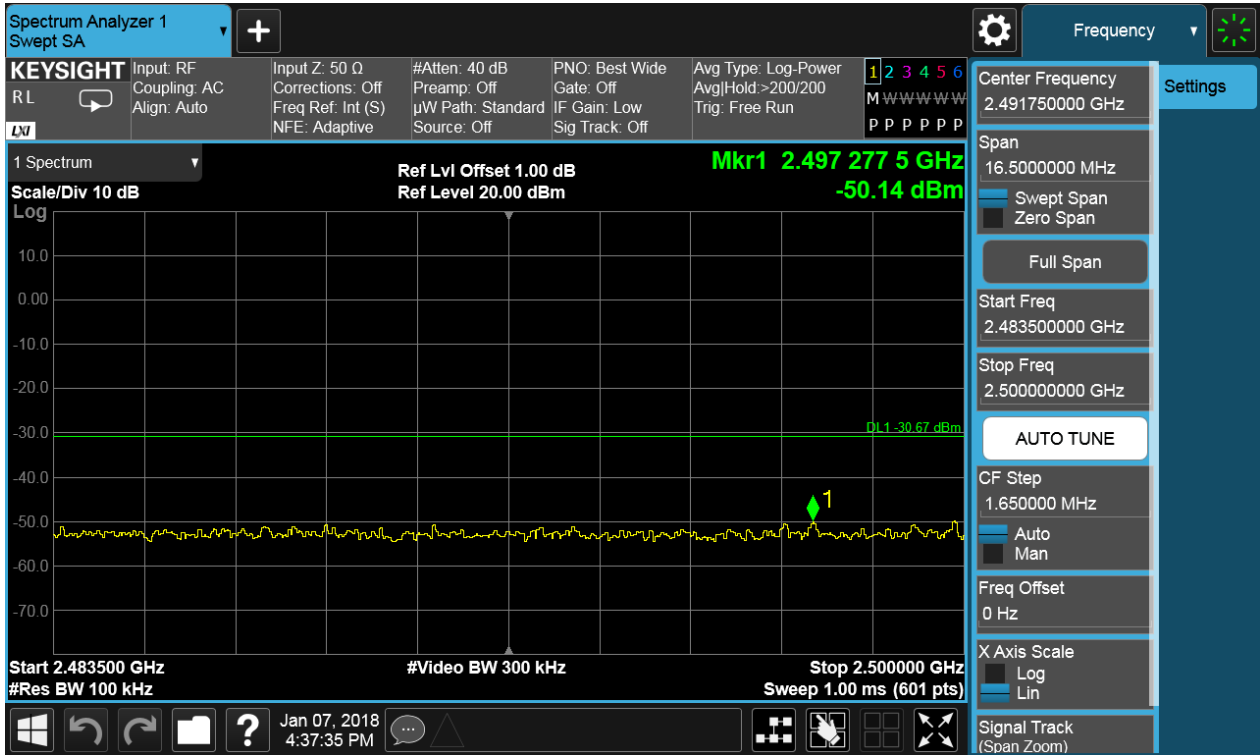 Spectrum Analyzer 1
Swept SA
+
Frequency
KEYSIGHT
RL
LXI
Input: RF
Coupling: AC
Align: Auto
Input Z: 50 Ω
Corrections: Off
Freq Ref: Int (S)
NFE: Adaptive
#Atten: 40 dB
Preamp: Off
µW Path: Standard
Source: Off
PNO: Best Wide
Gate: Off
IF Gain: Low
Sig Track: Off
Avg Type: Log-Power
Avg|Hold:>200/200
Trig: Free Run
1 2 3 4 5 6
M W W W W W
P P P P P P
1 Spectrum
Scale/Div 10 dB
Log
Ref Lvl Offset 1.00 dB
Ref Level 20.00 dBm
Mkr1 2.497 277 5 GHz
-50.14 dBm
10.0
0.00
-10.0
-20.0
-30.0
DL1 -30.67 dBm
-40.0
1
-50.0
-60.0
-70.0
Start 2.483500 GHz
#Video BW 300 kHz
Stop 2.500000 GHz
#Res BW 100 kHz
Sweep 1.00 ms (601 pts)
?
Jan 07, 2018
4:37:35 PM
Center Frequency
2.491750000 GHz
Span
16.5000000 MHz
Swept Span
Zero Span
Full Span
Start Freq
2.483500000 GHz
Stop Freq
2.500000000 GHz
AUTO TUNE
CF Step
1.650000 MHz
Auto
Man
Freq Offset
0 Hz
X Axis Scale
Log
Lin
Signal Track
(Span Zoom)
Settings